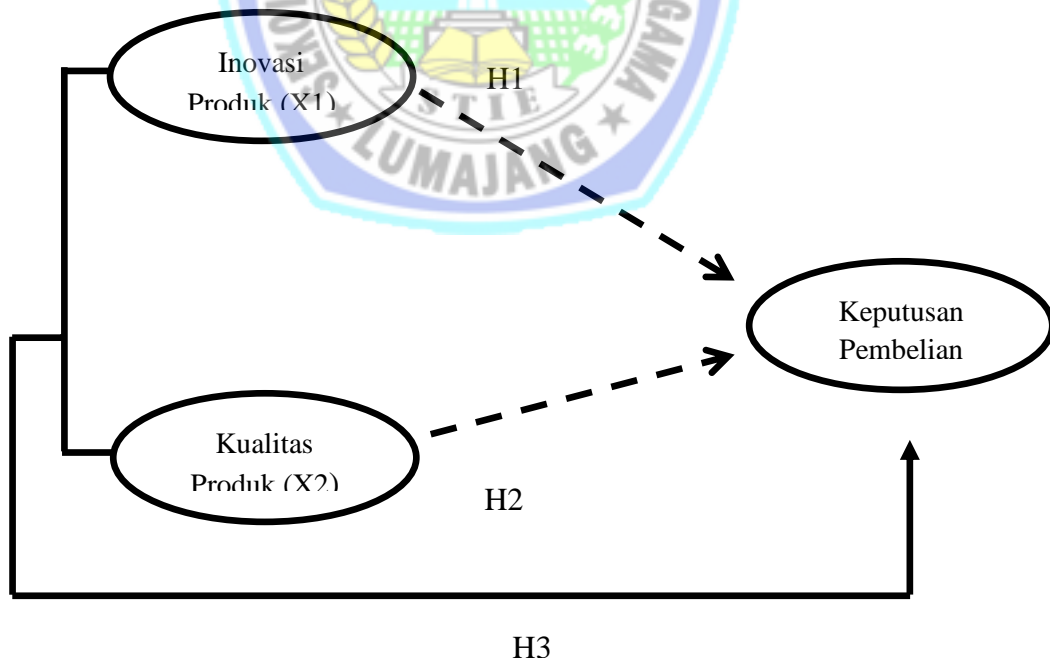 Inovasi
Produk (X1)
H1
STIE
LUMAJANG
Keputusan
Pembelian
Kualitas
Produk (X2)
H2
H3